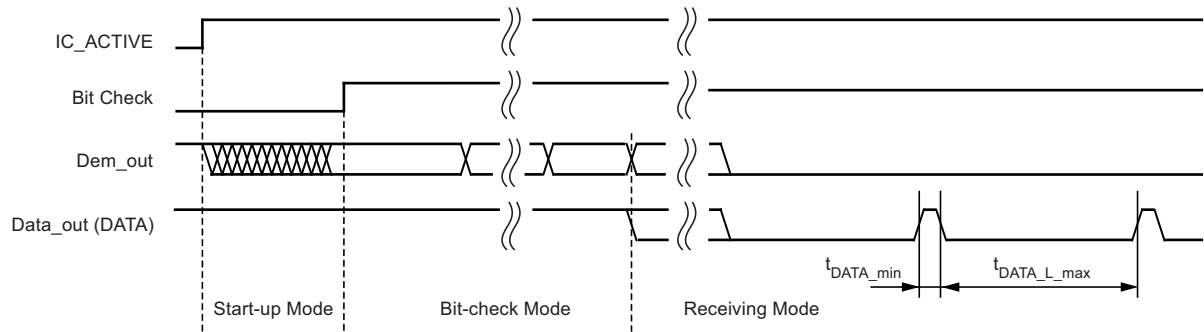 IC_ACTIVE
Bit Check
Dem_out
Data_out (DATA)
tDATA_min
tDATA_L_max
Start-up Mode
Bit-check Mode
Receiving Mode